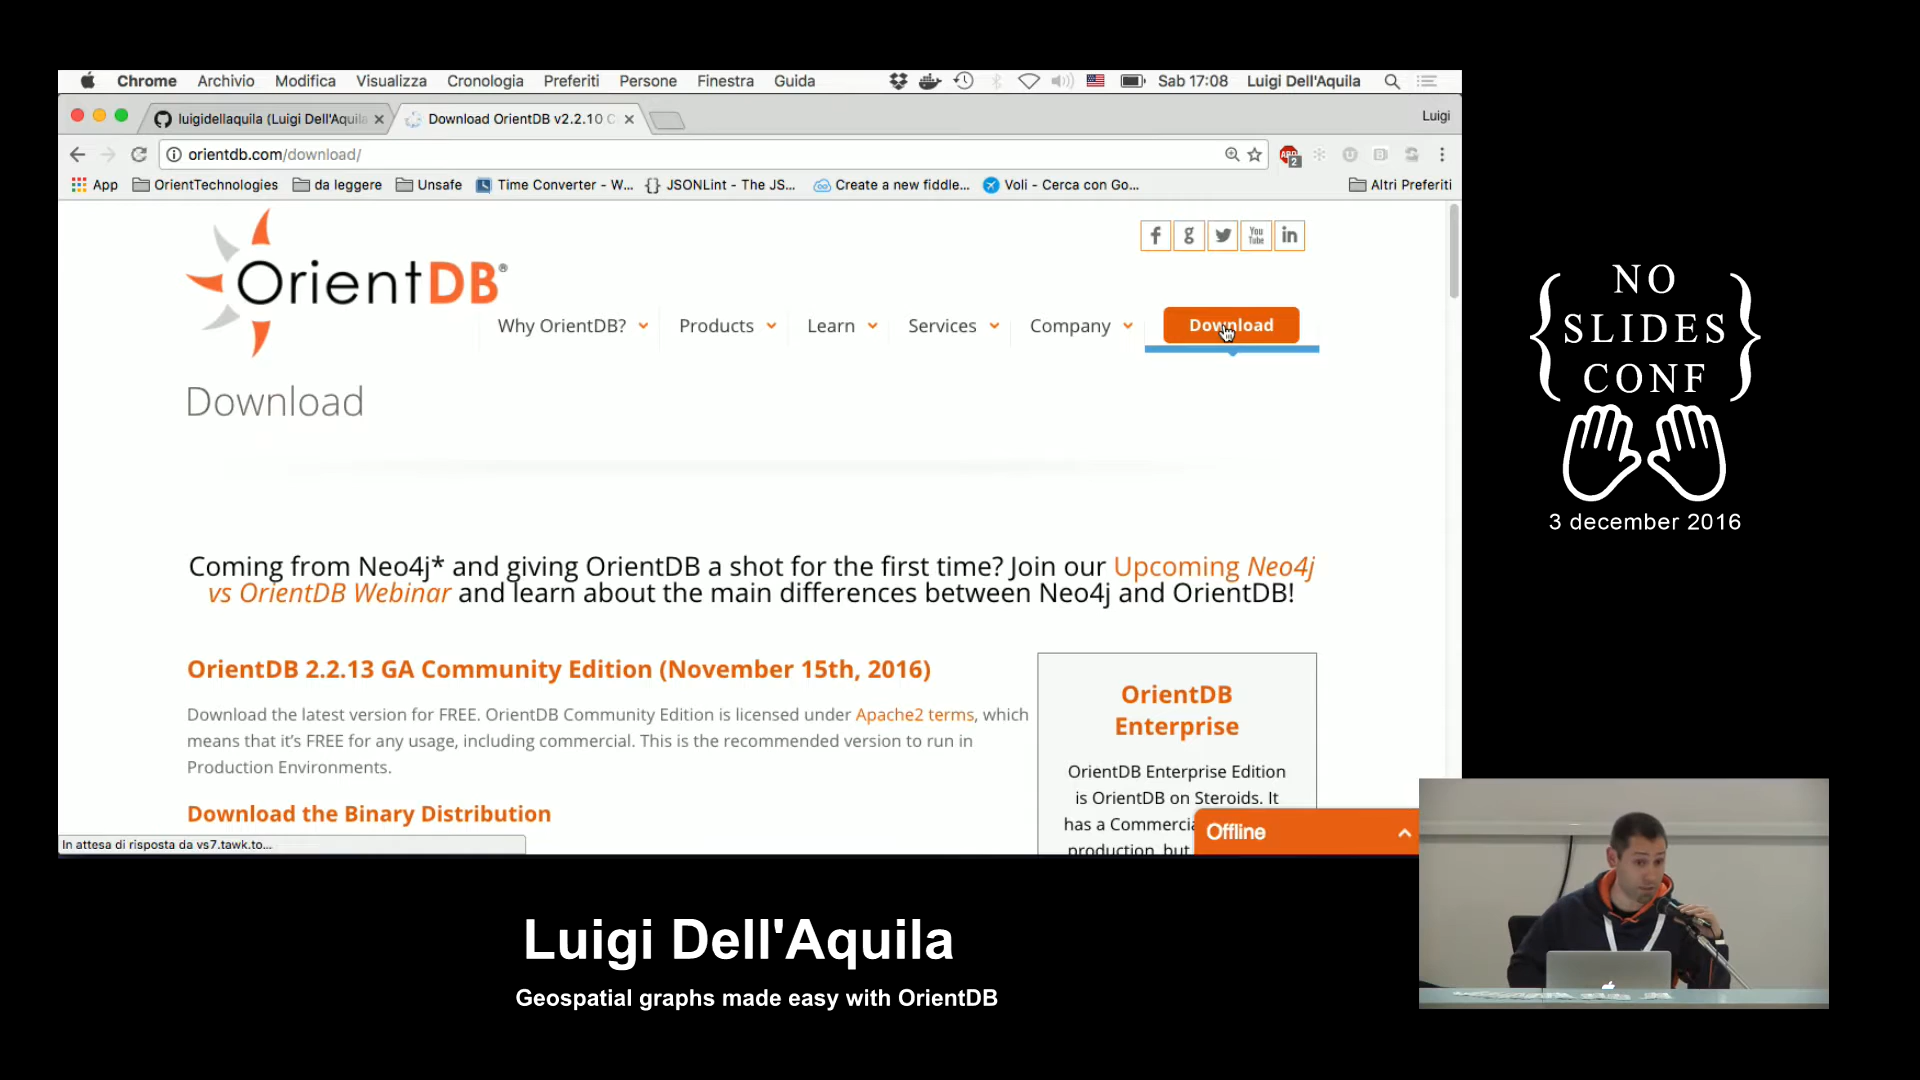 Chrome Archivio Modifica Visualizza Cronologia Preferiti Persone Finestra Guida Sab 17:08 Luigi Dell'Aquila
luigidellaquila (Luigi Dell'Aquila Download OrientDB v2.2.10 C Luigi
orientdb.com/download/
App OrientTechnologies da leggere Unsafe Time Converter - W... JSONLint - The JS... Create a new fiddle... Voli - Cerca con Go... Altri Preferiti
OrientDB®
Why OrientDB? Products Learn Services Company Download
Download
Coming from Neo4j* and giving OrientDB a shot for the first time? Join our Upcoming Neo4j
vs OrientDB Webinar and learn about the main differences between Neo4j and OrientDB!
OrientDB 2.2.13 GA Community Edition (November 15th, 2016)
Download the latest version for FREE. OrientDB Community Edition is licensed under Apache2 terms, which
means that it's FREE for any usage, including commercial. This is the recommended version to run in
Production Environments.
Download the Binary Distribution
OrientDB
Enterprise
OrientDB Enterprise Edition
is OrientDB on Steroids. It
has a Commercia
production, but
Offline
In attesa di risposta da vs7.tawk.to...
NO
SLIDES
CONF
3 december 2016
Luigi Dell'Aquila
Geospatial graphs made easy with OrientDB